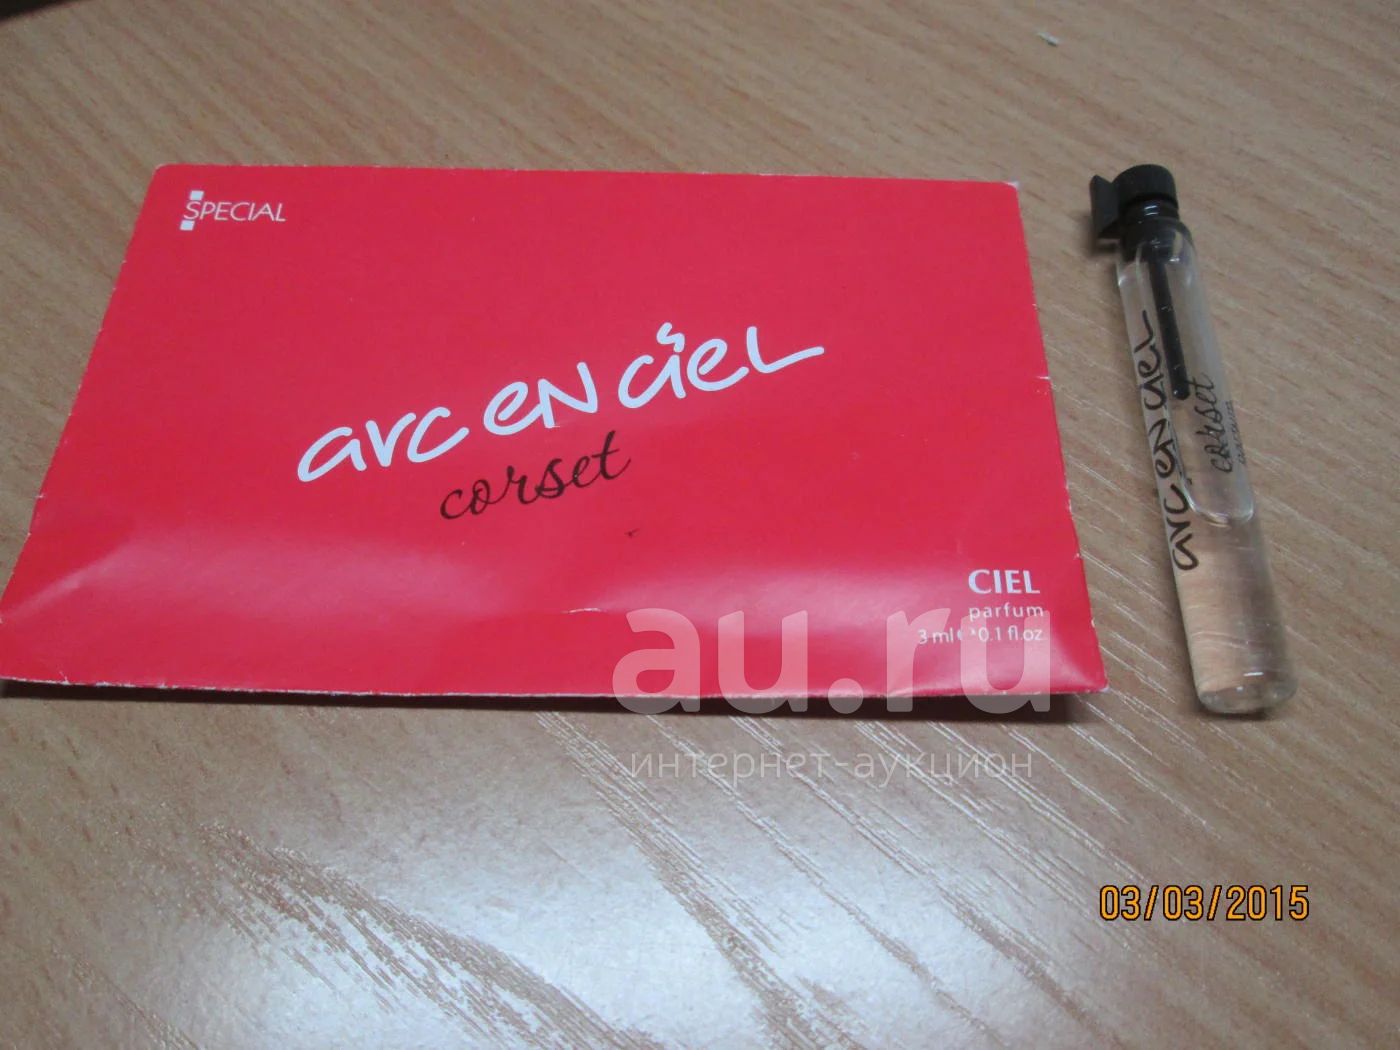 SPECIAL
arc en ciel
corset
CIEL
parfum
3 ml e 0.1 fl.oz
arc en ciel
corset
parfum
au.ru
интернет-аукцион
03/03/2015